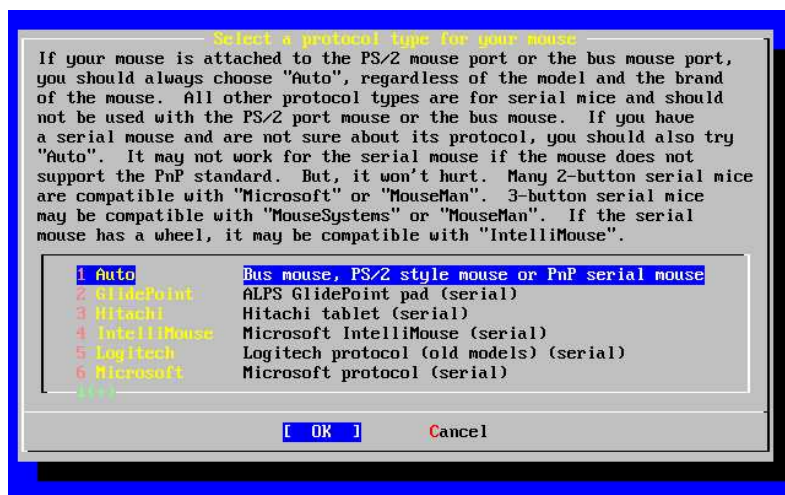 Select a protocol type for your mouse
If your mouse is attached to the PS/2 mouse port or the bus mouse port,
you should always choose "Auto", regardless of the model and the brand
of the mouse.  All other protocol types are for serial mice and should
not be used with the PS/2 port mouse or the bus mouse.  If you have
a serial mouse and are not sure about its protocol, you should also try
"Auto".  It may not work for the serial mouse if the mouse does not
support the PnP standard.  But, it won't hurt.  Many 2-button serial mice
are compatible with "Microsoft" or "MouseMan".  3-button serial mice
may be compatible with "MouseSystems" or "MouseMan".  If the serial
mouse has a wheel, it may be compatible with "IntelliMouse".
1 Auto Bus mouse, PS/2 style mouse or PnP serial mouse
2 GlidePoint ALPS GlidePoint pad (serial)
3 Hitachi Hitachi tablet (serial)
4 IntelliMouse Microsoft IntelliMouse (serial)
5 Logitech Logitech protocol (old models) (serial)
6 Microsoft Microsoft protocol (serial)
[ OK ] Cancel